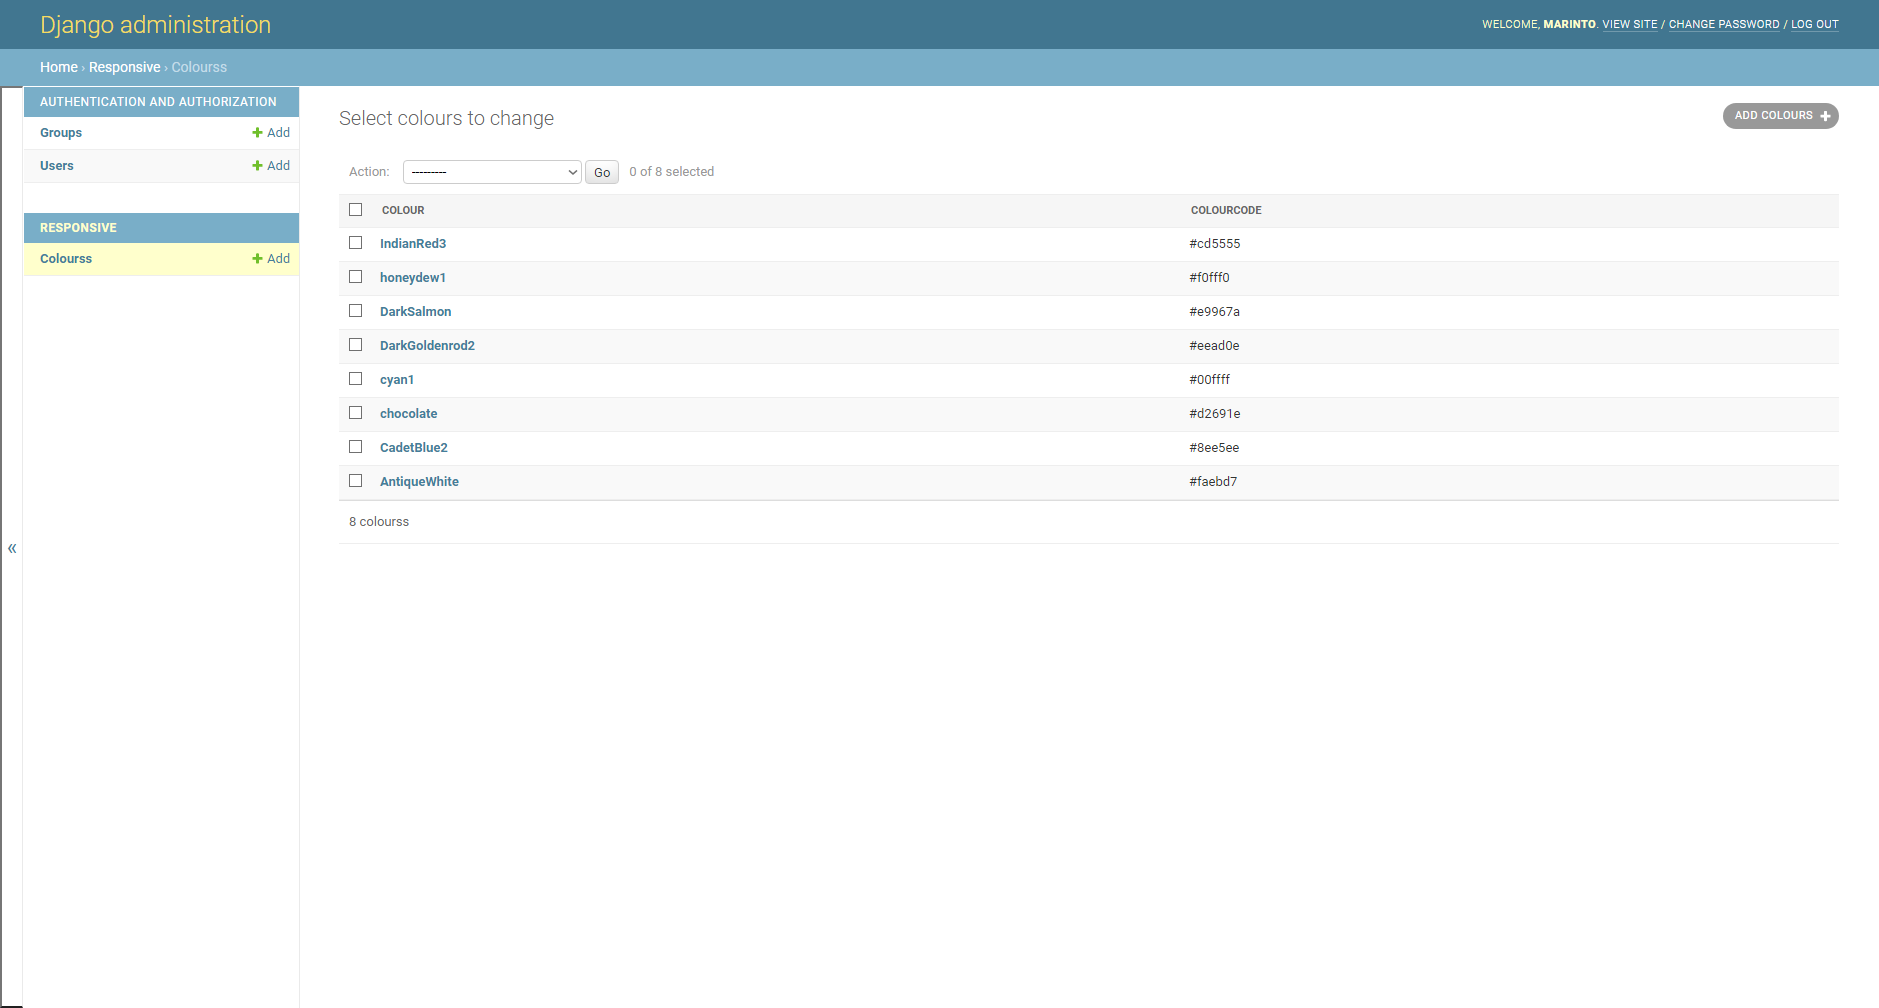 Django administration
WELCOME, MARINTO. VIEW SITE / CHANGE PASSWORD / LOG OUT
Home › Responsive › Colourss
AUTHENTICATION AND AUTHORIZATION
Groups + Add
Users + Add
RESPONSIVE
Colourss + Add
«
Select colours to change
ADD COLOURS +
Action: --------- Go 0 of 8 selected
COLOUR COLOURCODE
IndianRed3 #cd5555
honeydew1 #f0fff0
DarkSalmon #e9967a
DarkGoldenrod2 #eead0e
cyan1 #00ffff
chocolate #d2691e
CadetBlue2 #8ee5ee
AntiqueWhite #faebd7
8 colourss